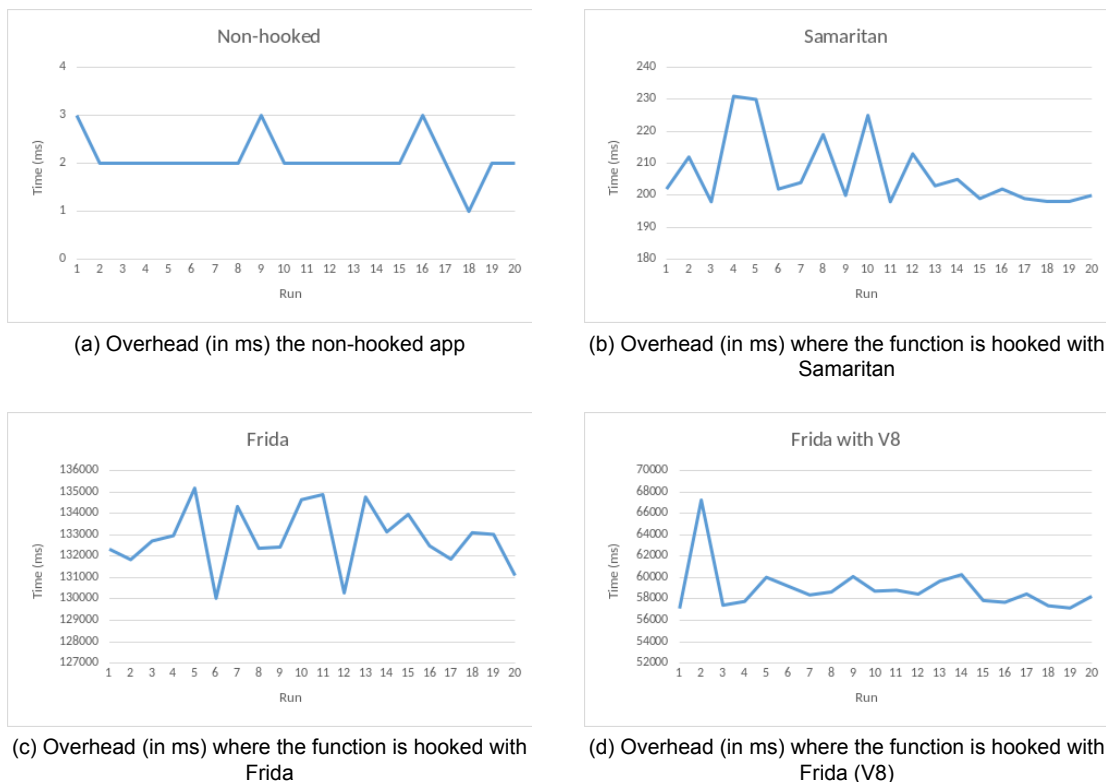 Non-hooked
4
3
2
1
0
Time (ms)
1 2 3 4 5 6 7 8 9 10 11 12 13 14 15 16 17 18 19 20
Run
(a) Overhead (in ms) the non-hooked app
Samaritan
240
230
220
210
200
190
180
Time (ms)
1 2 3 4 5 6 7 8 9 10 11 12 13 14 15 16 17 18 19 20
Run
(b) Overhead (in ms) where the function is hooked with
Samaritan
Frida
136000
135000
134000
133000
132000
131000
130000
129000
128000
127000
Time (ms)
1 2 3 4 5 6 7 8 9 10 11 12 13 14 15 16 17 18 19 20
Run
(c) Overhead (in ms) where the function is hooked with
Frida
Frida with V8
70000
68000
66000
64000
62000
60000
58000
56000
54000
52000
Time (ms)
1 2 3 4 5 6 7 8 9 10 11 12 13 14 15 16 17 18 19 20
Run
(d) Overhead (in ms) where the function is hooked with
Frida (V8)